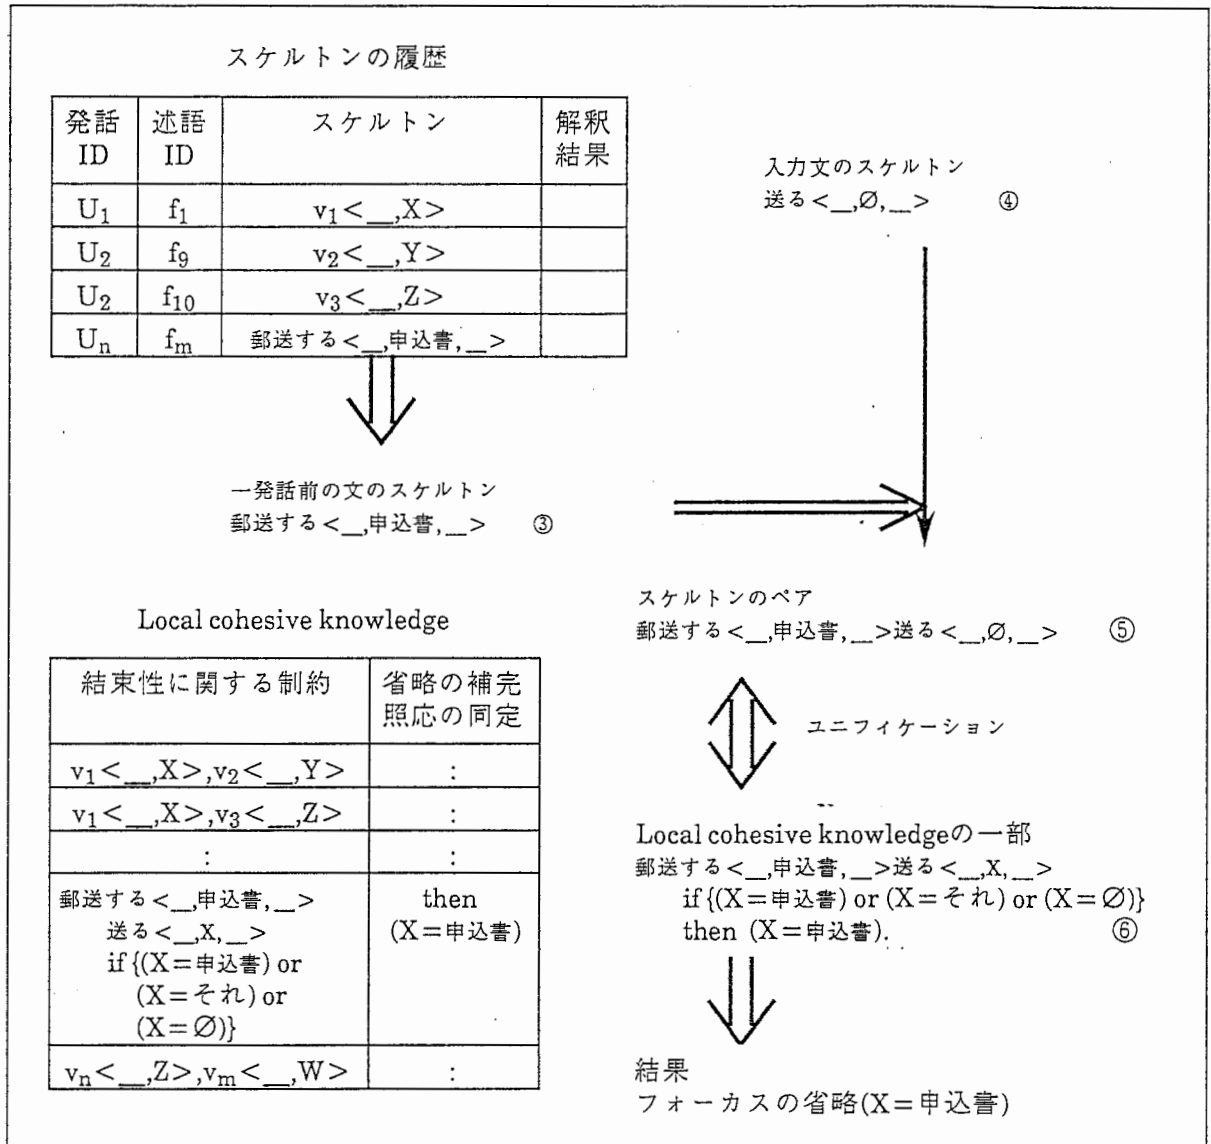 スケルトンの履歴
発話ID 述語ID スケルトン 解釈結果
U1 f1 v1<__,X>
U2 f9 v2<__,Y>
U2 f10 v3<__,Z>
Un fm 郵送する<__,申込書,__>
入力文のスケルトン
送る<__,∅,__> ④
一発話前の文のスケルトン
郵送する<__,申込書,__> ③
スケルトンのペア
郵送する<__,申込書,__>送る<__,∅,__> ⑤
ユニフィケーション
Local cohesive knowledge
結束性に関する制約 省略の補完
照応の同定
v1<__,X>,v2<__,Y> :
v1<__,X>,v3<__,Z> :
: :
郵送する<__,申込書,__> then
送る<__,X,__> (X=申込書)
if{(X=申込書) or
(X=それ) or
(X=∅)}
vn<__,Z>,vm<__,W> :
Local cohesive knowledgeの一部
郵送する<__,申込書,__>送る<__,X,__>
if{(X=申込書) or (X=それ) or (X=∅)}
then (X=申込書). ⑥
結果
フォーカスの省略(X=申込書)